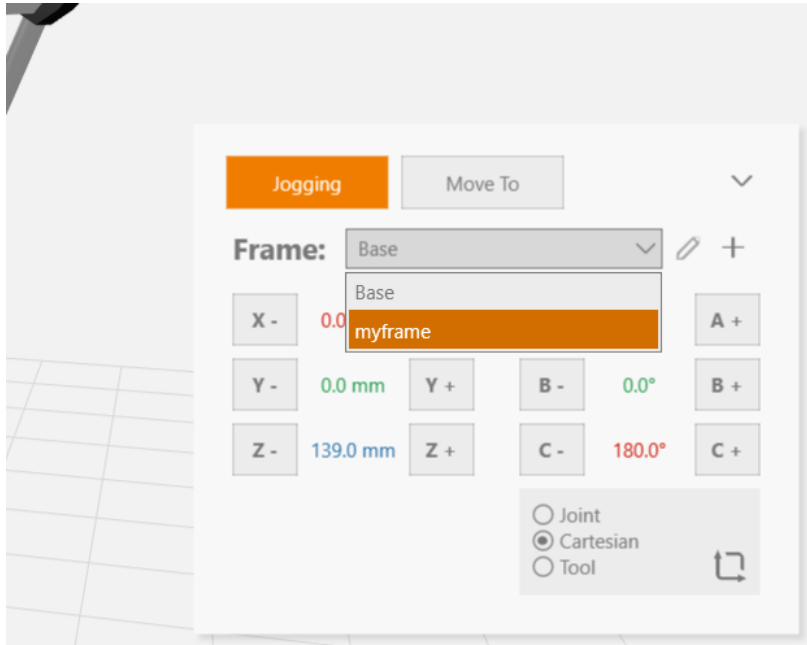 Jogging Move To
Frame: Base
Base
X - 0.0 A +
myframe
Y - 0.0 mm Y + B - 0.0° B +
Z - 139.0 mm Z + C - 180.0° C +
Joint
Cartesian
Tool